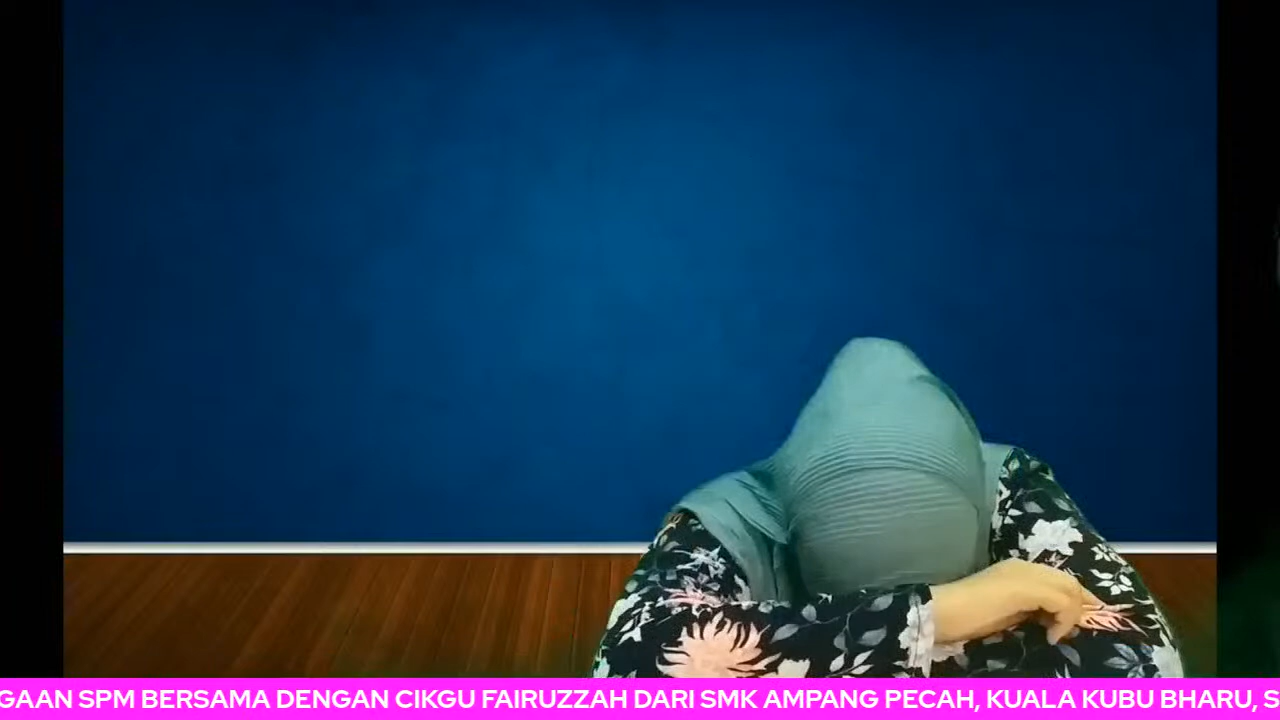 GAAN SPM BERSAMA DENGAN CIKGU FAIRUZZAH DARI SMK AMPANG PECAH, KUALA KUBU BHARU, S